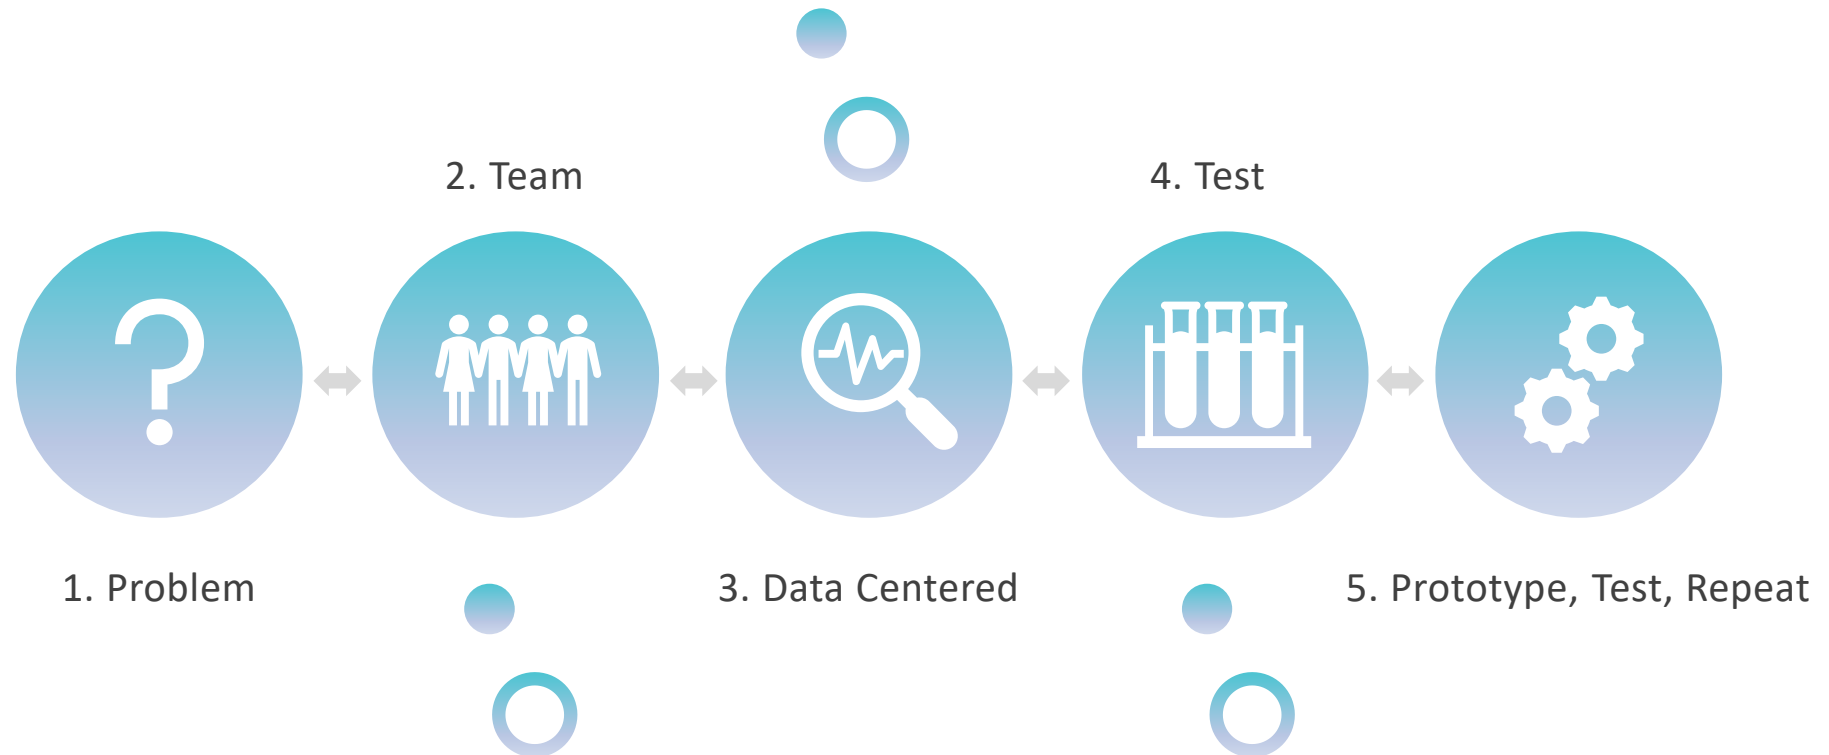 1. Problem
2. Team
3. Data Centered
4. Test
5. Prototype, Test, Repeat